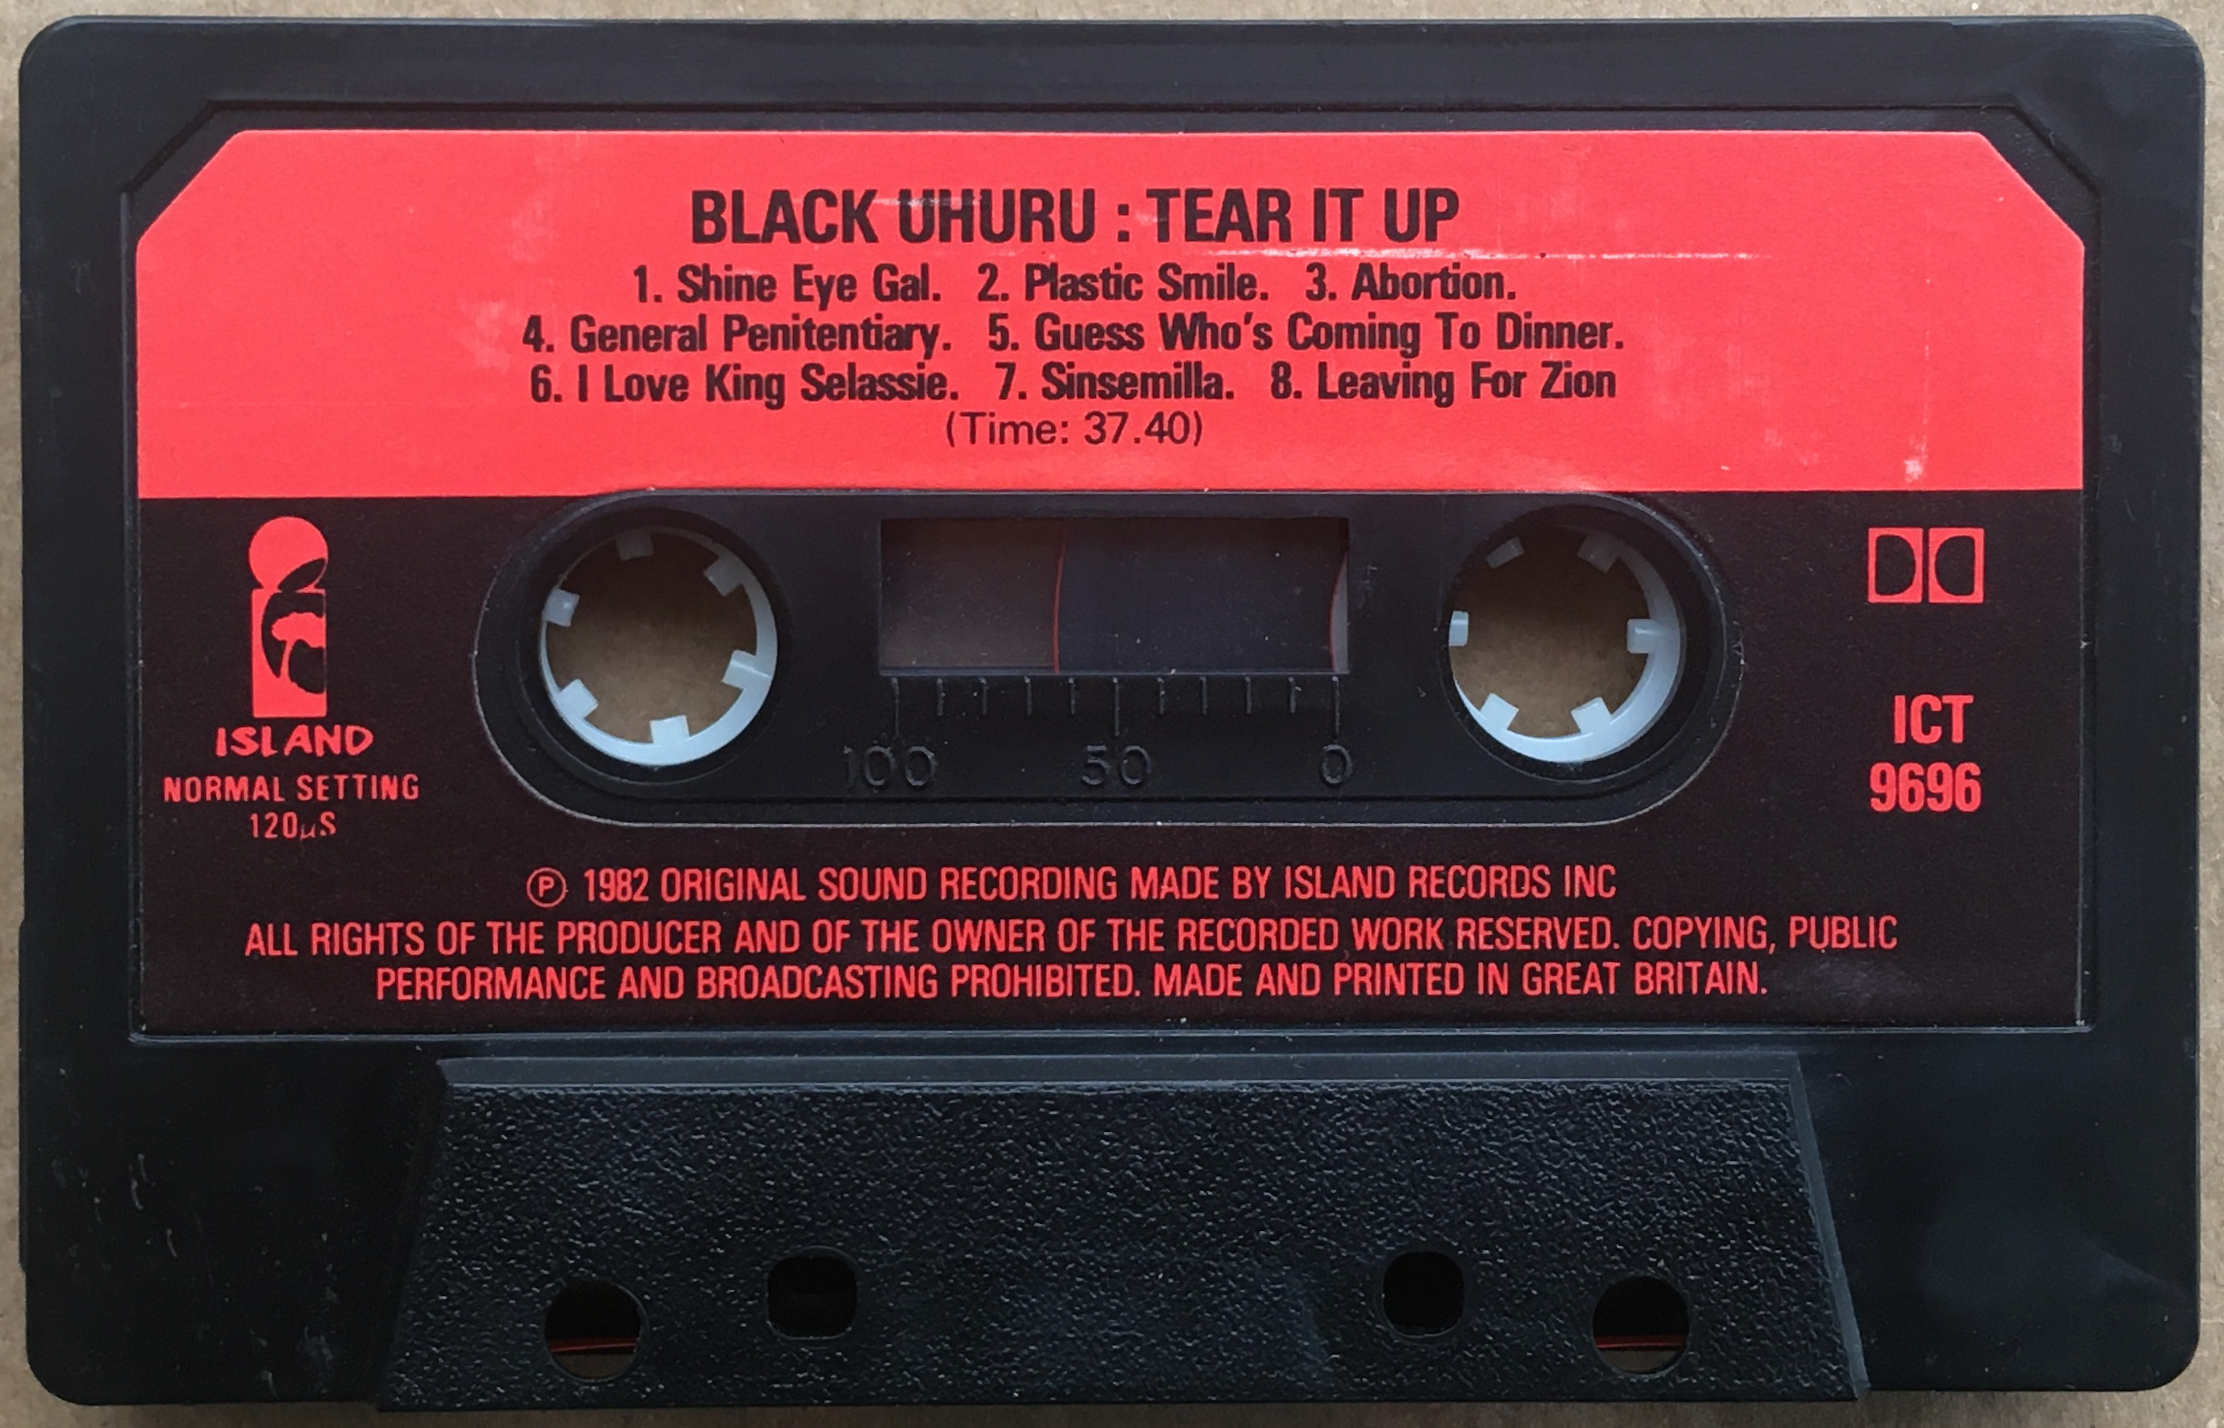 BLACK UHURU : TEAR IT UP
1. Shine Eye Gal. 2. Plastic Smile. 3. Abortion.
4. General Penitentiary. 5. Guess Who's Coming To Dinner.
6. I Love King Selassie. 7. Sinsemilla. 8. Leaving For Zion
(Time: 37.40)
ISLAND
NORMAL SETTING
120µS
100 50 0
ICT
9696
Ⓟ 1982 ORIGINAL SOUND RECORDING MADE BY ISLAND RECORDS INC
ALL RIGHTS OF THE PRODUCER AND OF THE OWNER OF THE RECORDED WORK RESERVED. COPYING, PUBLIC
PERFORMANCE AND BROADCASTING PROHIBITED. MADE AND PRINTED IN GREAT BRITAIN.